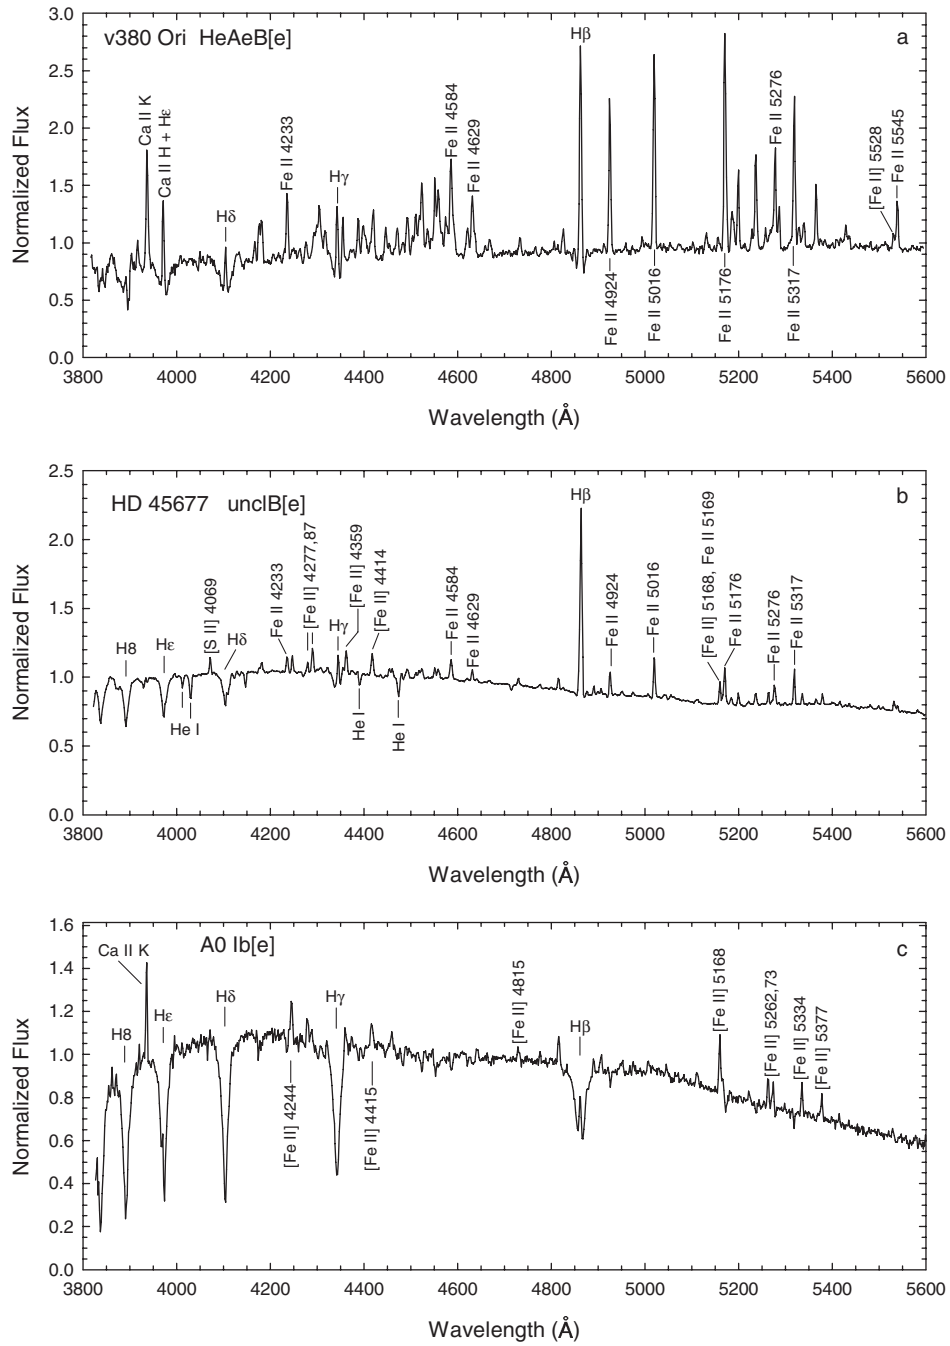 v380 Ori HeAeB[e]
a
Normalized Flux
3.0
2.5
2.0
1.5
1.0
0.5
0.0
Ca II K
Ca II H + Hε
Hδ
Fe II 4233
Hγ
Fe II 4584
Fe II 4629
Hβ
Fe II 4924
Fe II 5016
Fe II 5176
Fe II 5276
Fe II 5317
[Fe II] 5528
Fe II 5545
3800 4000 4200 4400 4600 4800 5000 5200 5400 5600
Wavelength (Å)
HD 45677 unclB[e]
b
Normalized Flux
2.5
2.0
1.5
1.0
0.5
0.0
H8
Hε
He I
[S II] 4069
Hδ
Fe II 4233
[Fe II] 4277,87
Hγ
[Fe II] 4359
[Fe II] 4414
He I
He I
Fe II 4584
Fe II 4629
Hβ
Fe II 4924
Fe II 5016
[Fe II] 5168, Fe II 5169
Fe II 5176
Fe II 5276
Fe II 5317
3800 4000 4200 4400 4600 4800 5000 5200 5400 5600
Wavelength (Å)
A0 Ib[e]
c
Normalized Flux
1.6
1.4
1.2
1.0
0.8
0.6
0.4
0.2
0.0
Ca II K
H8
Hε
Hδ
[Fe II] 4244
Hγ
[Fe II] 4415
[Fe II] 4815
Hβ
[Fe II] 5168
[Fe II] 5262,73
[Fe II] 5334
[Fe II] 5377
3800 4000 4200 4400 4600 4800 5000 5200 5400 5600
Wavelength (Å)